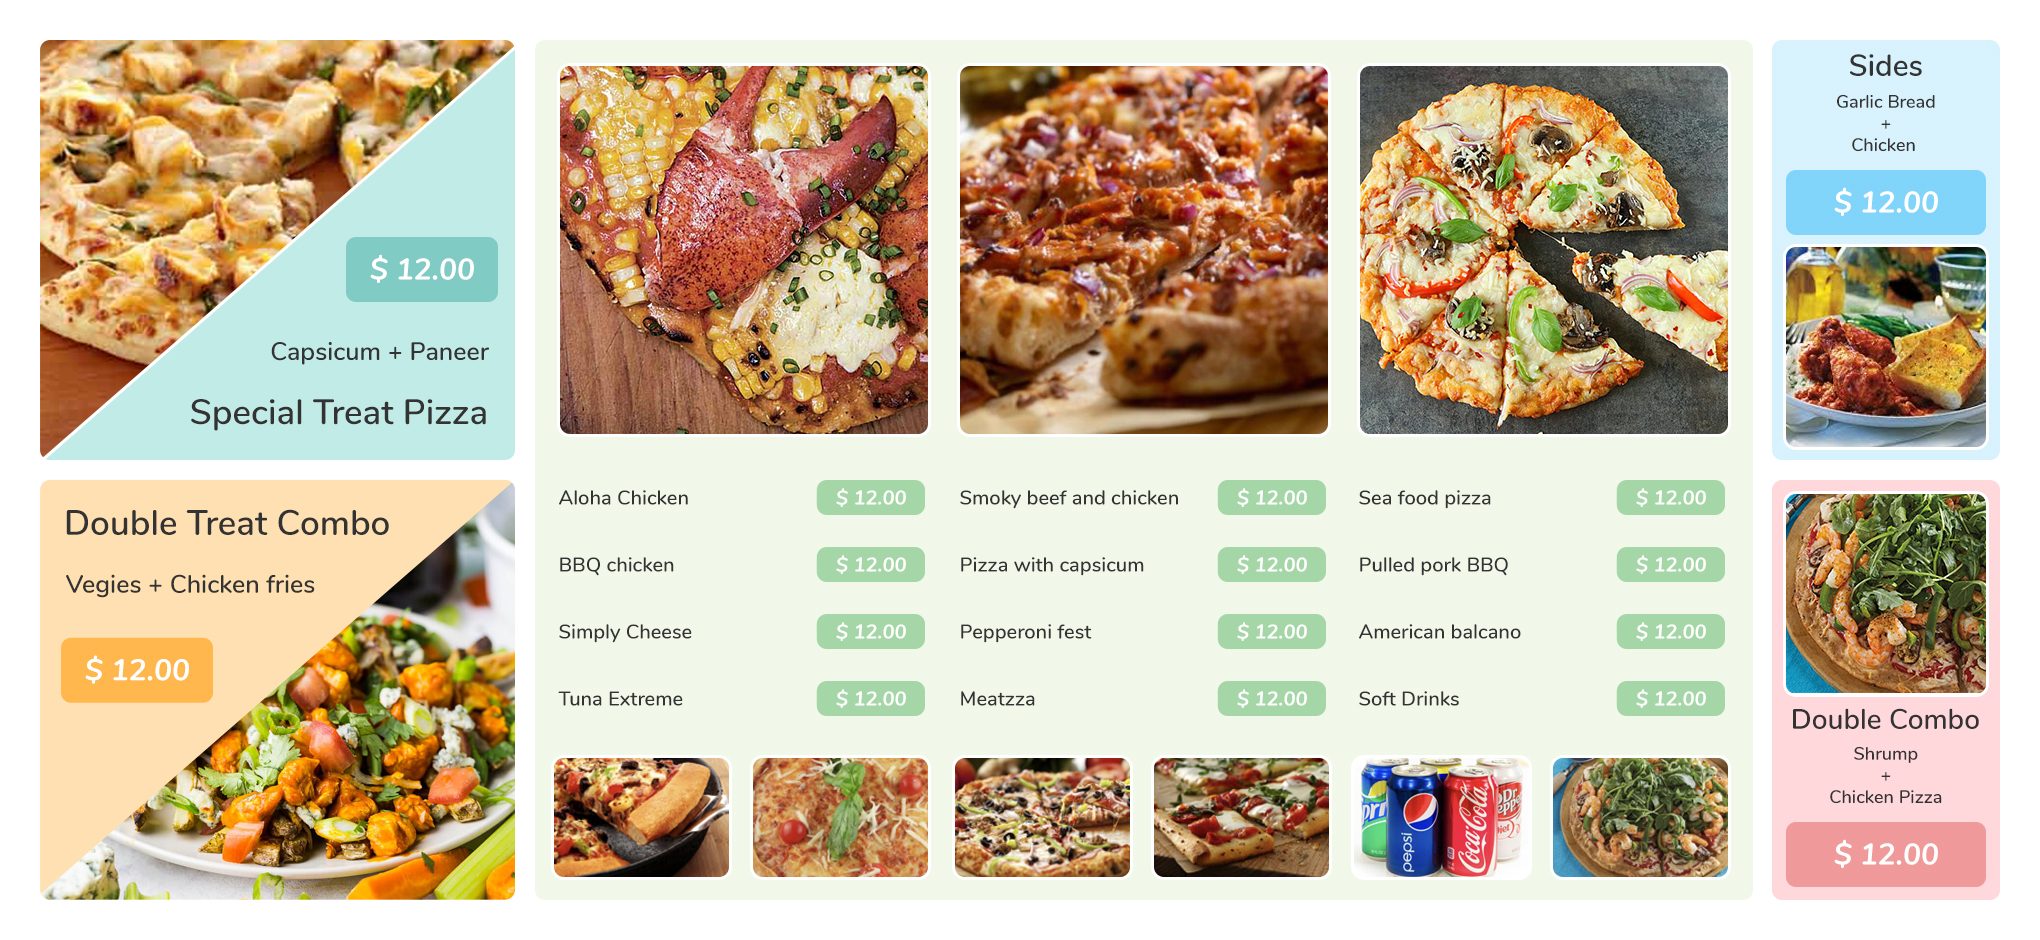 $ 12.00
Capsicum + Paneer
Special Treat Pizza
Double Treat Combo
Vegies + Chicken fries
$ 12.00
Aloha Chicken $ 12.00
BBQ chicken $ 12.00
Simply Cheese $ 12.00
Tuna Extreme $ 12.00
Smoky beef and chicken $ 12.00
Pizza with capsicum $ 12.00
Pepperoni fest $ 12.00
Meatzza $ 12.00
Sea food pizza $ 12.00
Pulled pork BBQ $ 12.00
American balcano $ 12.00
Soft Drinks $ 12.00
pepsi
Coca-Cola
Dr
Sides
Garlic Bread
+
Chicken
$ 12.00
Double Combo
Shrump
+
Chicken Pizza
$ 12.00